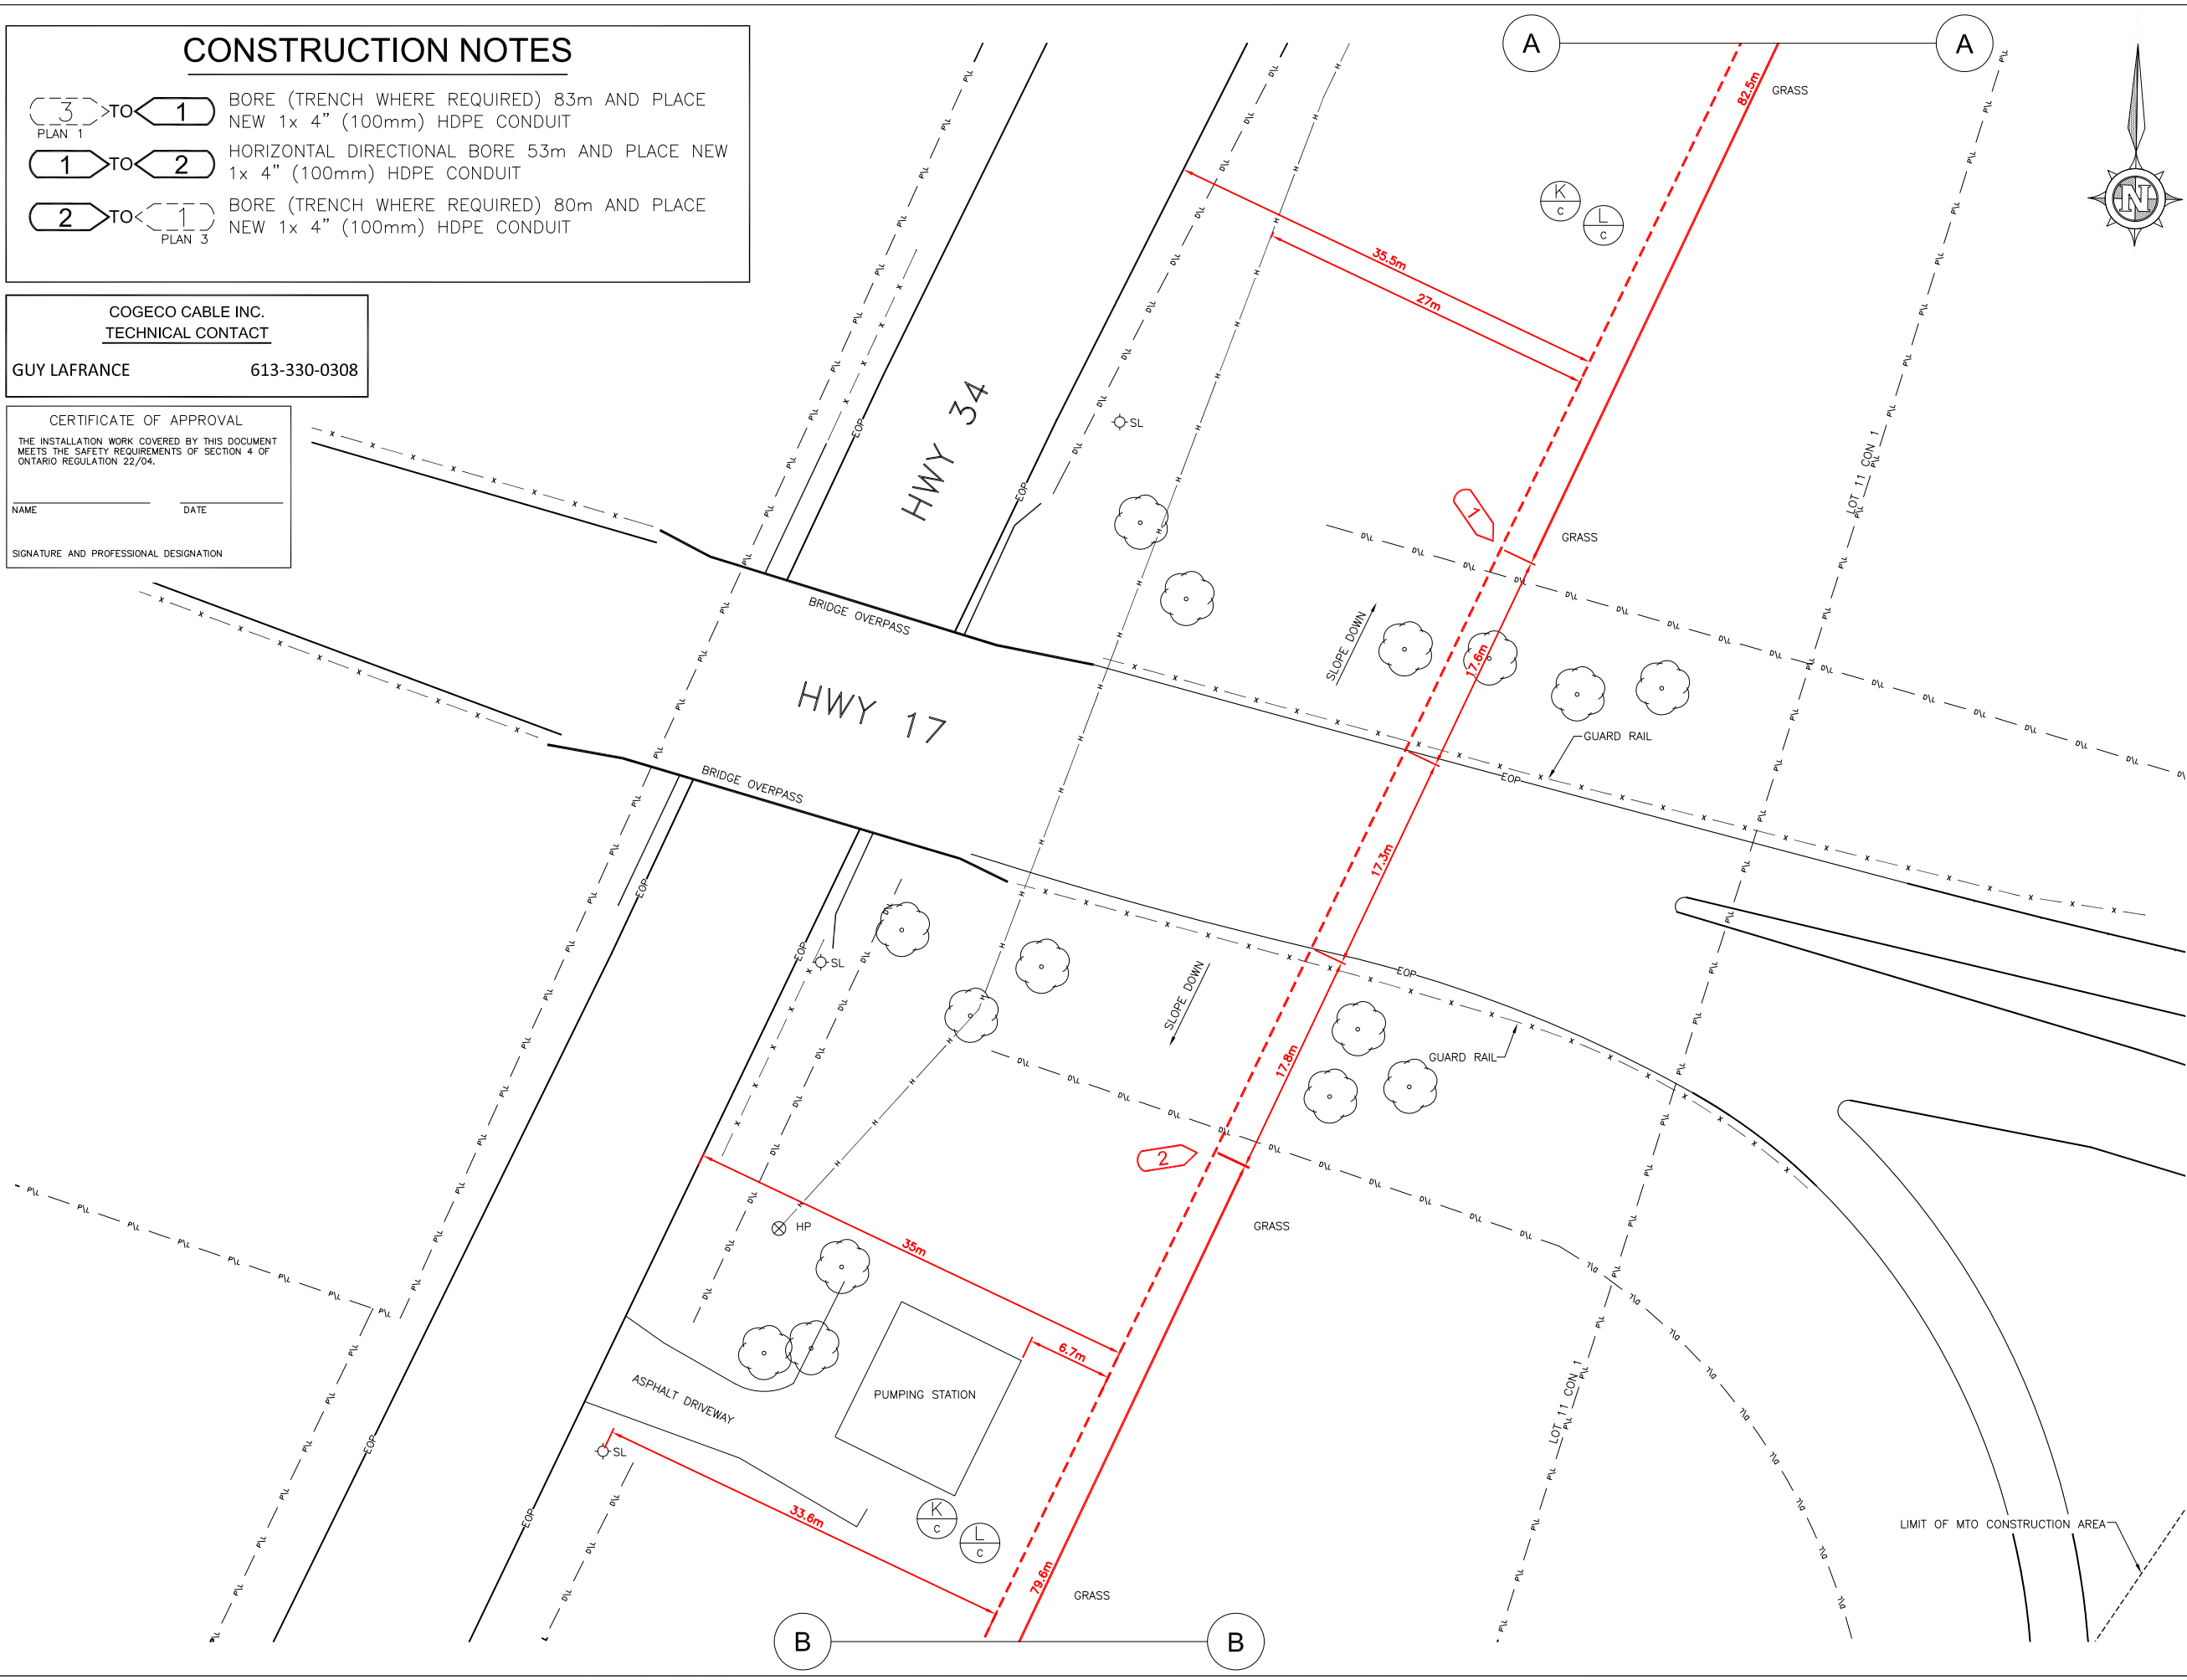 CONSTRUCTION NOTES
3 TO 1
PLAN 1
BORE (TRENCH WHERE REQUIRED) 83m AND PLACE
NEW 1x 4” (100mm) HDPE CONDUIT
1 TO 2
HORIZONTAL DIRECTIONAL BORE 53m AND PLACE NEW
1x 4” (100mm) HDPE CONDUIT
2 TO 1
PLAN 3
BORE (TRENCH WHERE REQUIRED) 80m AND PLACE
NEW 1x 4” (100mm) HDPE CONDUIT
COGECO CABLE INC.
TECHNICAL CONTACT
GUY LAFRANCE 613-330-0308
CERTIFICATE OF APPROVAL
THE INSTALLATION WORK COVERED BY THIS DOCUMENT
MEETS THE SAFETY REQUIREMENTS OF SECTION 4 OF
ONTARIO REGULATION 22/04.
NAME DATE
SIGNATURE AND PROFESSIONAL DESIGNATION
A A
82.5m
GRASS
N
K
C
L
C
35.5m
27m
HWY 34
EOP
EOP
SL
LOT 11 CON 1
1
GRASS
BRIDGE OVERPASS
SLOPE DOWN
17.6m
HWY 17
GUARD RAIL
EOP
BRIDGE OVERPASS
17.3m
EOP
EOP
SL
SLOPE DOWN
EOP
17.8m
GUARD RAIL
2
HP
GRASS
35m
6.7m
ASPHALT DRIVEWAY
PUMPING STATION
LOT 11 CON 1
EOP
SL
33.6m
K
C
L
C
EOP
LIMIT OF MTO CONSTRUCTION AREA
79.6m
GRASS
B B